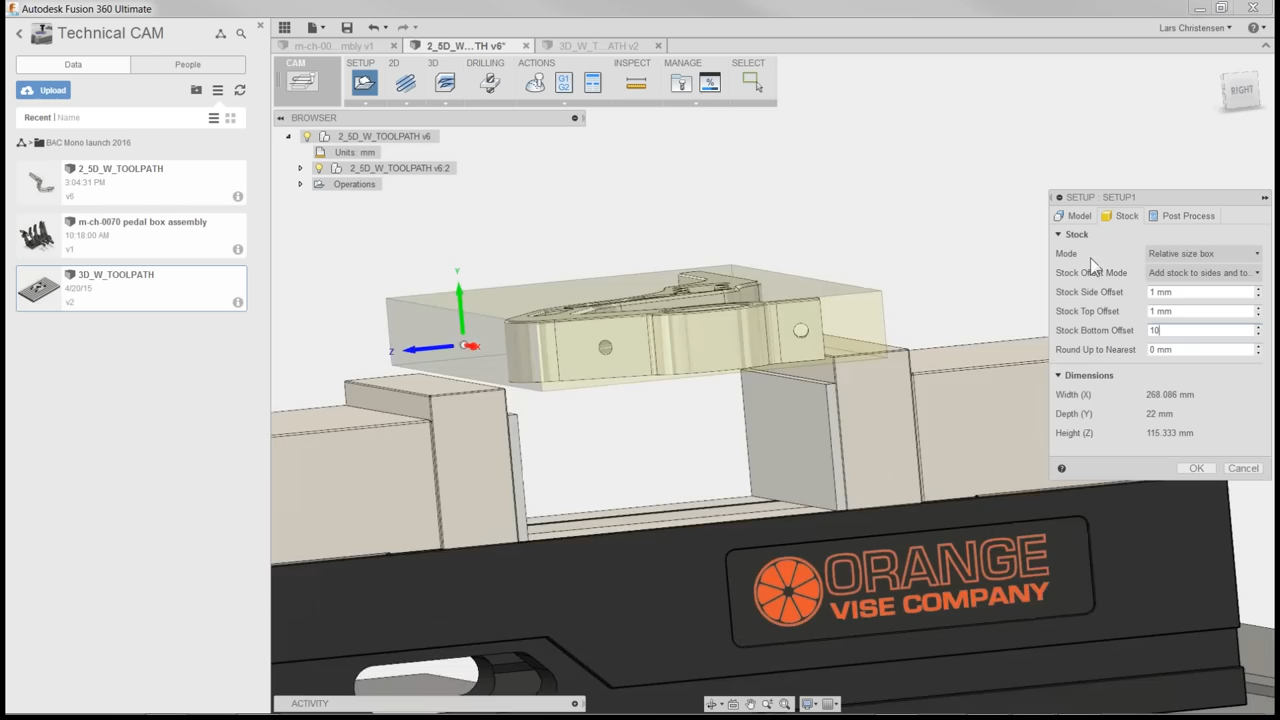 Autodesk Fusion 360 Ultimate
Technical CAM
Data
People
Upload
Recent | Name
BAC Mono launch 2016
2_5D_W_TOOLPATH
3:04:31 PM
v6
m-ch-0070 pedal box assembly
10:18:00 AM
v1
3D_W_TOOLPATH
4/20/15
v2
Lars Christensen
m-ch-00...mbly v1
2_5D_W...TH v6*
3D_W_T...ATH v2
CAM
SETUP
2D
3D
DRILLING
ACTIONS
INSPECT
MANAGE
SELECT
G1
G2
BROWSER
2_5D_W_TOOLPATH v6
Units: mm
2_5D_W_TOOLPATH v6:2
Operations
RIGHT
Y
Z
X
SETUP : SETUP1
Model
Stock
Post Process
Stock
Mode
Relative size box
Stock Offset Mode
Add stock to sides and to...
Stock Side Offset
1 mm
Stock Top Offset
1 mm
Stock Bottom Offset
10
Round Up to Nearest
0 mm
Dimensions
Width (X)
268.086 mm
Depth (Y)
22 mm
Height (Z)
115.333 mm
OK
Cancel
ORANGE
VISE COMPANY
ACTIVITY